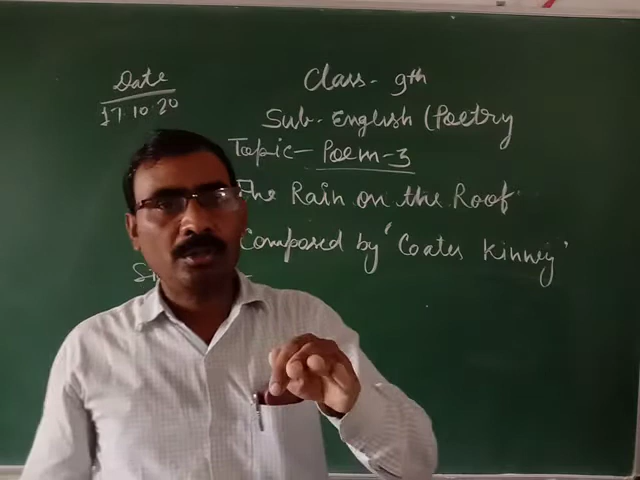 Date
17.10.20
Class - 9th
Sub - English (Poetry
Topic - Poem-3
The Rain on the Roof
Composed by 'Coates Kinney'